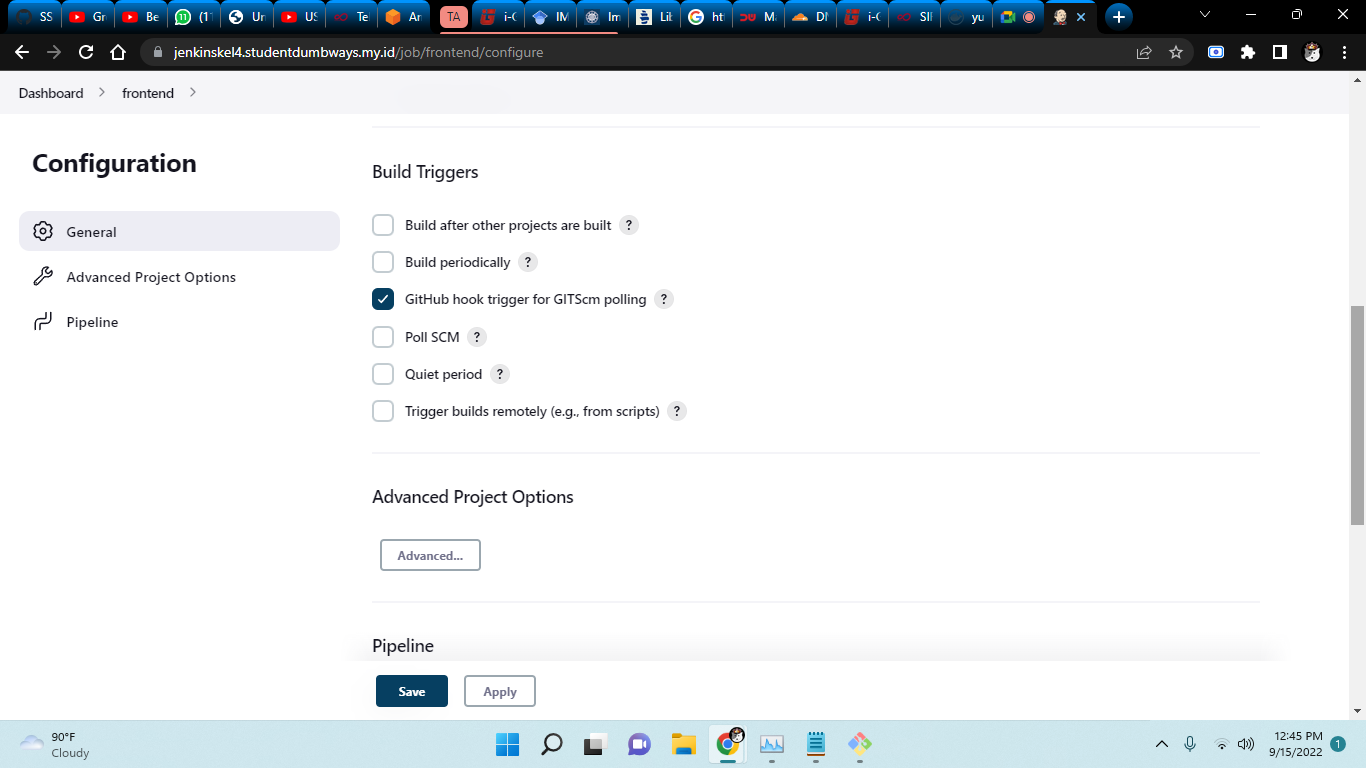 SS
Gr
Be
(1
Ur
US
Te
Ar
TA
i-C
IM
Im
Lil
ht
M
DI
i-C
SII
yu
jenkinskel4.studentdumbways.my.id/job/frontend/configure
Dashboard
frontend
Configuration
General
Advanced Project Options
Pipeline
Build Triggers
Build after other projects are built ?
Build periodically ?
GitHub hook trigger for GITScm polling ?
Poll SCM ?
Quiet period ?
Trigger builds remotely (e.g., from scripts) ?
Advanced Project Options
Advanced...
Pipeline
Save
Apply
90°F
Cloudy
12:45 PM
9/15/2022
1